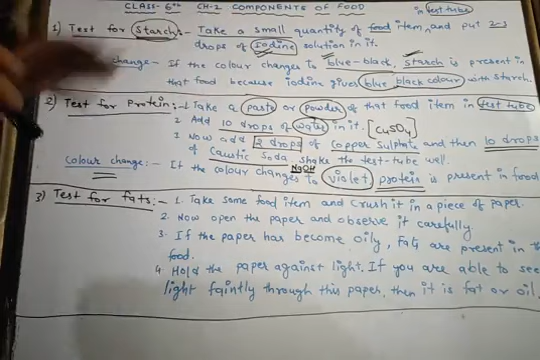 CLASS- 6th CH-2 COMPONENTS OF FOOD
in test tube
1) Test for Starch:- Take a small quantity of food item, and put 2-3
drops of Iodine solution in it.
change- If the colour changes to blue-black, starch is present in
that food because iodine gives blue black colour with starch.
2) Test for Protein:- 1. Take a paste or powder of that food item in test tube
2. Add 10 drops of water in it. [CuSO4]
3. Now add 2 drops of Copper sulphate and then 10 drops
of Caustic Soda, shake the test-tube well.
NaOH
Colour change:- If the colour changes to violet protein is present in food
3) Test for fats:- 1. Take some food item and crush it in a piece of paper.
2. Now open the paper and observe it carefully.
3. If the paper has become oily, Fats are present in
food.
4. Hold the paper against light. If you are able to see
light faintly through this paper, then it is fat or oil.